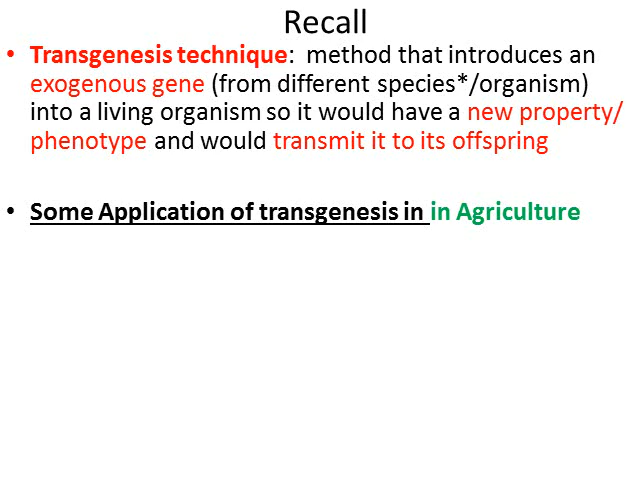 Recall
• Transgenesis technique: method that introduces an
exogenous gene (from different species*/organism)
into a living organism so it would have a new property/
phenotype and would transmit it to its offspring
• Some Application of transgenesis in in Agriculture